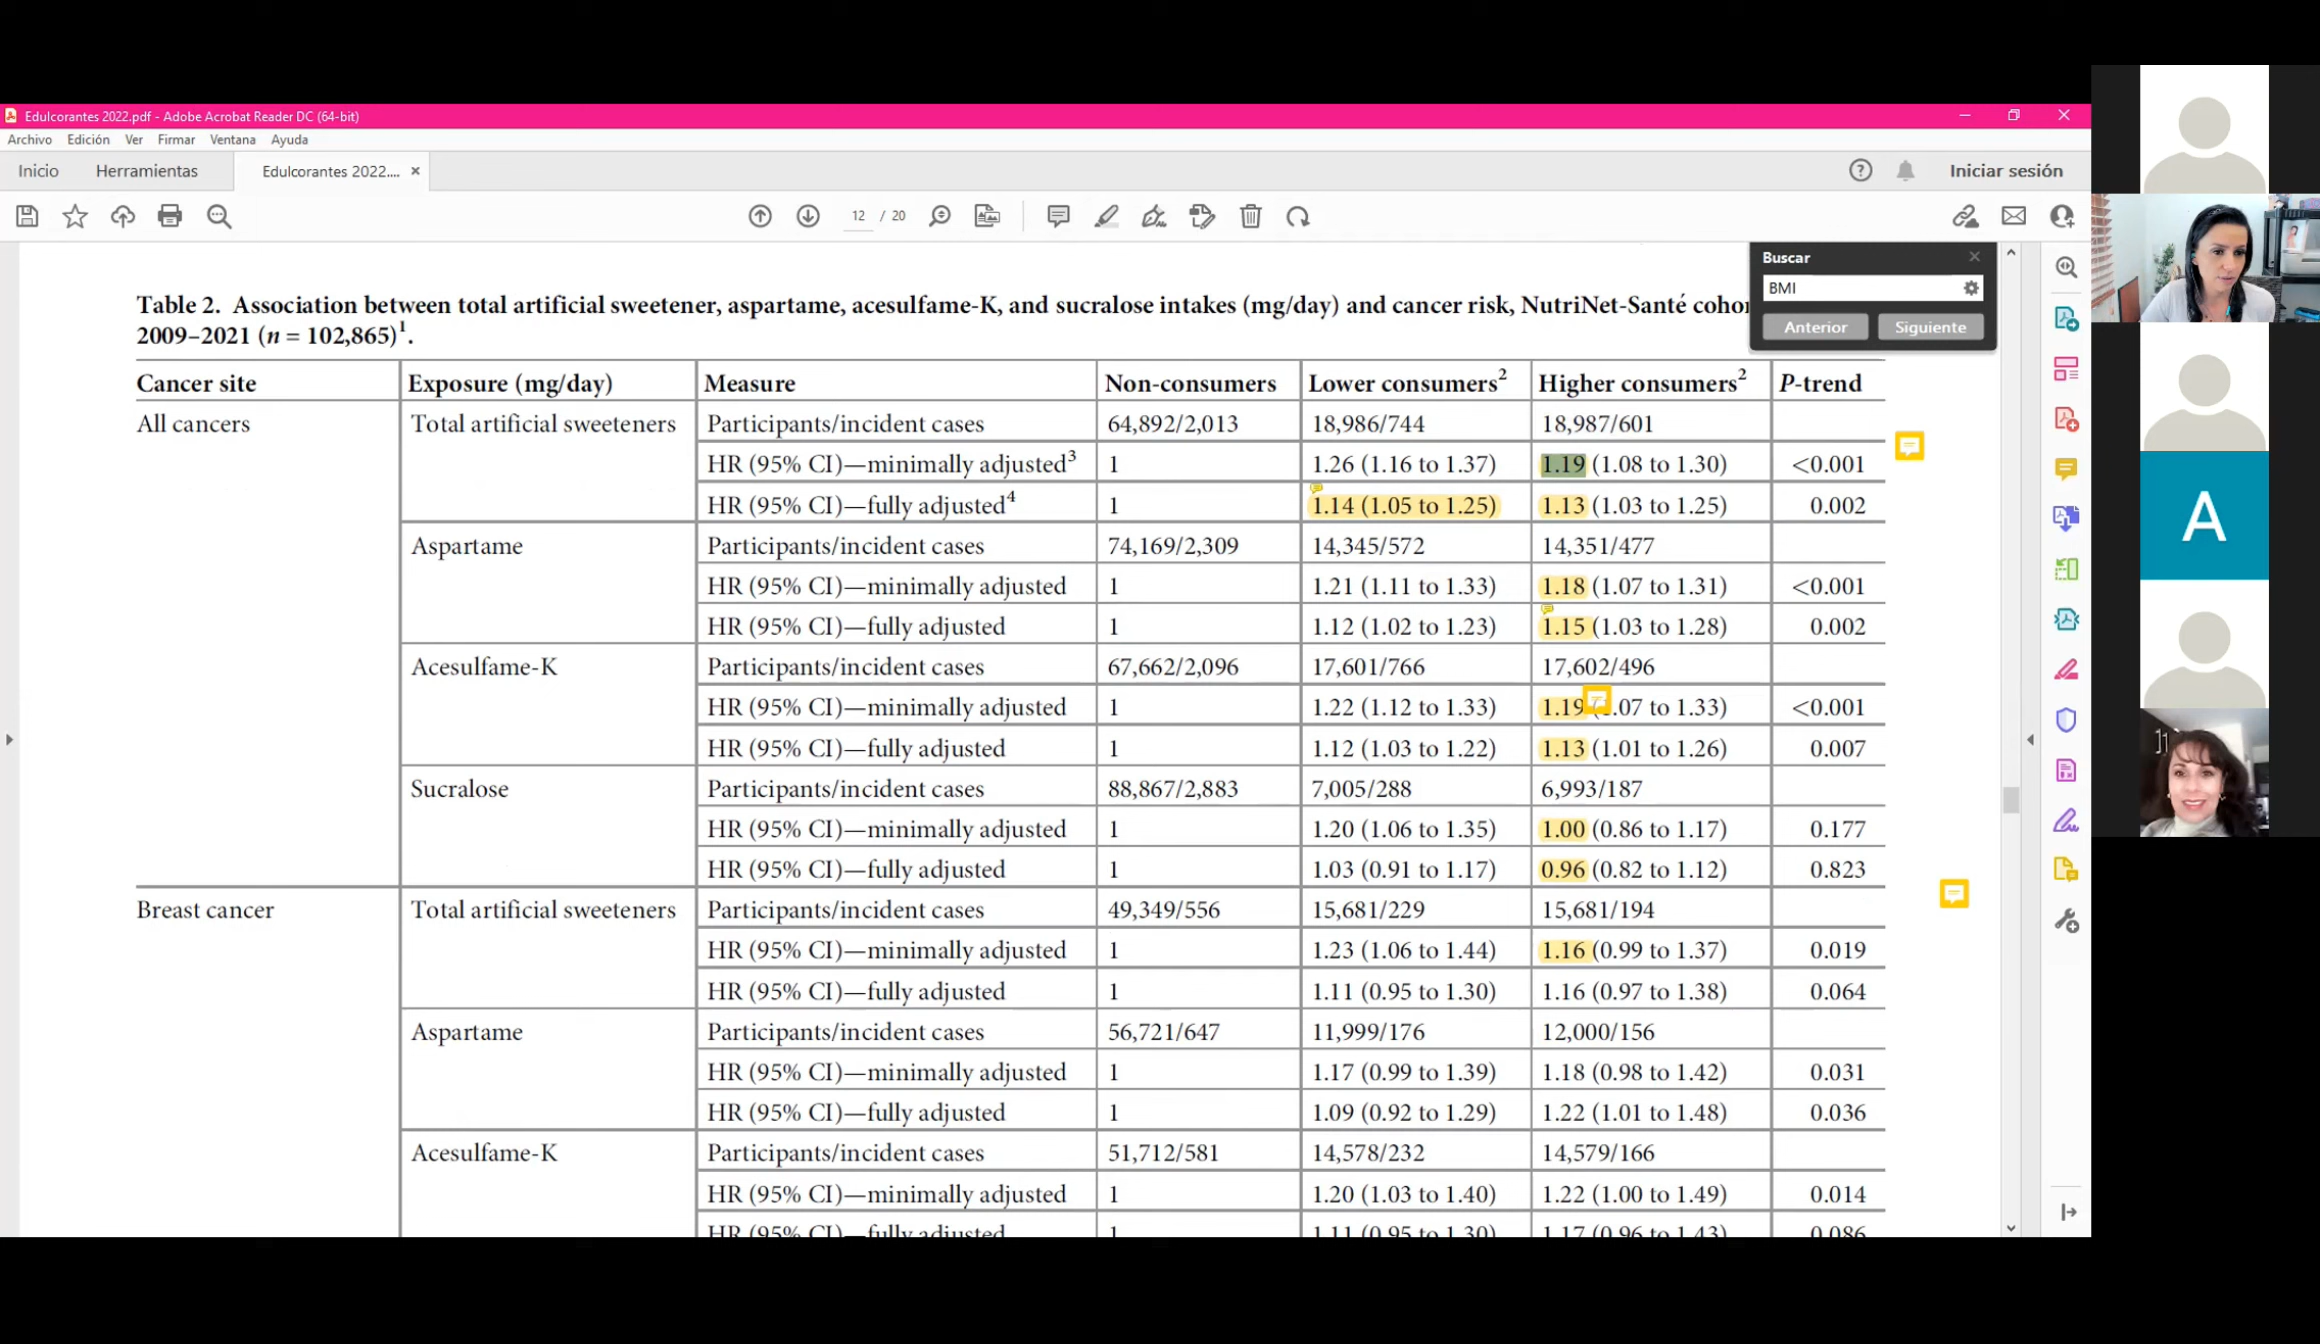 Edulcorantes 2022.pdf - Adobe Acrobat Reader DC (64-bit)
Archivo Edición Ver Firmar Ventana Ayuda
Inicio Herramientas Edulcorantes 2022.... × Iniciar sesión
12 / 20
Buscar
BMI
Anterior Siguiente
Table 2. Association between total artificial sweetener, aspartame, acesulfame-K, and sucralose intakes (mg/day) and cancer risk, NutriNet-Santé
2009–2021 (n = 102,865)1.
Cancer site Exposure (mg/day) Measure Non-consumers Lower consumers2 Higher consumers2 P-trend
All cancers Total artificial sweeteners Participants/incident cases 64,892/2,013 18,986/744 18,987/601
HR (95% CI)—minimally adjusted3 1 1.26 (1.16 to 1.37) 1.19 (1.08 to 1.30) <0.001
HR (95% CI)—fully adjusted4 1 1.14 (1.05 to 1.25) 1.13 (1.03 to 1.25) 0.002
Aspartame Participants/incident cases 74,169/2,309 14,345/572 14,351/477
HR (95% CI)—minimally adjusted 1 1.21 (1.11 to 1.33) 1.18 (1.07 to 1.31) <0.001
HR (95% CI)—fully adjusted 1 1.12 (1.02 to 1.23) 1.15 (1.03 to 1.28) 0.002
Acesulfame-K Participants/incident cases 67,662/2,096 17,601/766 17,602/496
HR (95% CI)—minimally adjusted 1 1.22 (1.12 to 1.33) 1.19 .07 to 1.33) <0.001
HR (95% CI)—fully adjusted 1 1.12 (1.03 to 1.22) 1.13 (1.01 to 1.26) 0.007
Sucralose Participants/incident cases 88,867/2,883 7,005/288 6,993/187
HR (95% CI)—minimally adjusted 1 1.20 (1.06 to 1.35) 1.00 (0.86 to 1.17) 0.177
HR (95% CI)—fully adjusted 1 1.03 (0.91 to 1.17) 0.96 (0.82 to 1.12) 0.823
Breast cancer Total artificial sweeteners Participants/incident cases 49,349/556 15,681/229 15,681/194
HR (95% CI)—minimally adjusted 1 1.23 (1.06 to 1.44) 1.16 (0.99 to 1.37) 0.019
HR (95% CI)—fully adjusted 1 1.11 (0.95 to 1.30) 1.16 (0.97 to 1.38) 0.064
Aspartame Participants/incident cases 56,721/647 11,999/176 12,000/156
HR (95% CI)—minimally adjusted 1 1.17 (0.99 to 1.39) 1.18 (0.98 to 1.42) 0.031
HR (95% CI)—fully adjusted 1 1.09 (0.92 to 1.29) 1.22 (1.01 to 1.48) 0.036
Acesulfame-K Participants/incident cases 51,712/581 14,578/232 14,579/166
HR (95% CI)—minimally adjusted 1 1.20 (1.03 to 1.40) 1.22 (1.00 to 1.49) 0.014
HR (95% CI)—fully adjusted 1 1.11 (0.95 to 1.30) 1.17 (0.96 to 1.43) 0.086
A